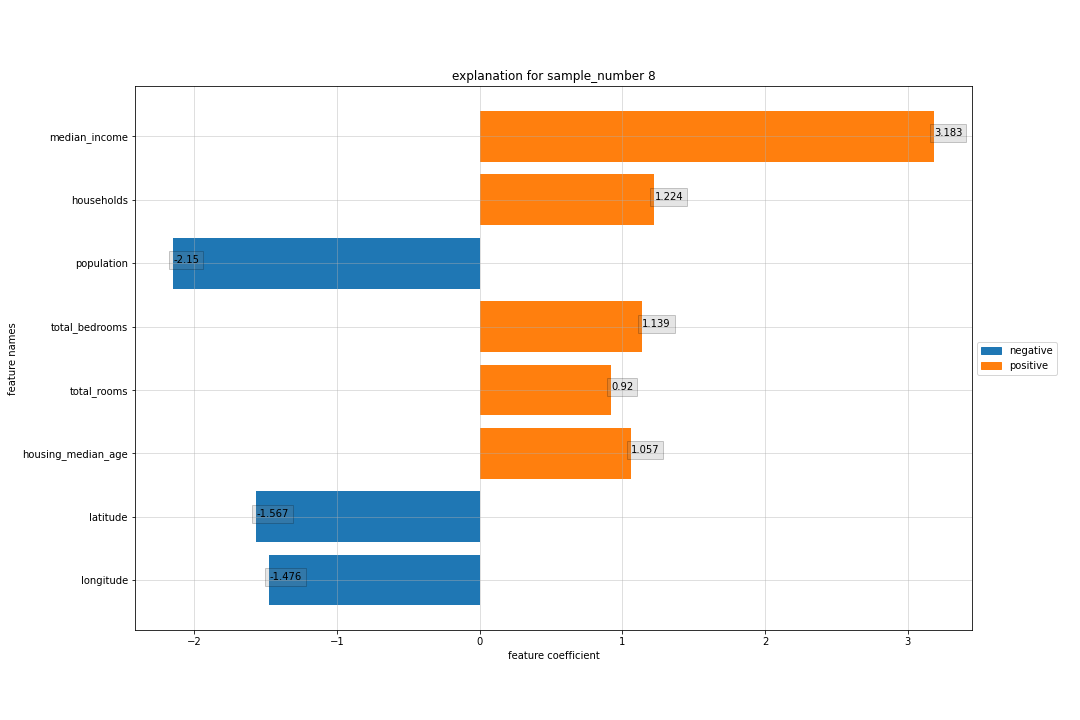 explanation for sample_number 8
feature names
median_income
3.183
households
1.224
population
-2.15
total_bedrooms
1.139
total_rooms
0.92
housing_median_age
1.057
latitude
-1.567
longitude
-1.476
negative
positive
−2 −1 0 1 2 3
feature coefficient